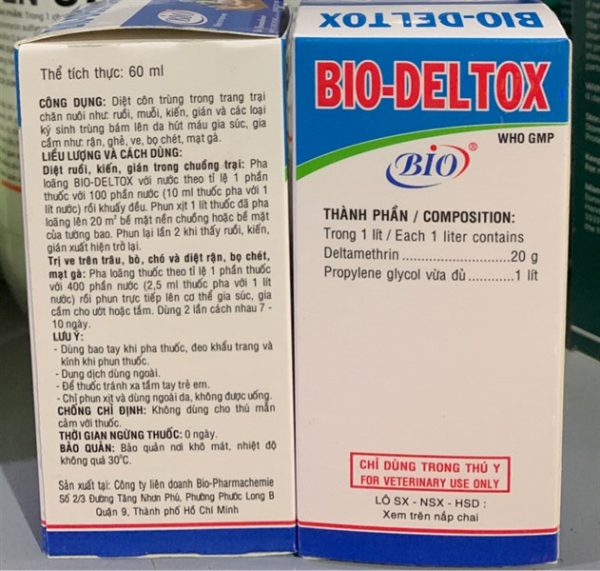 Thể tích thực: 60 ml
CÔNG DỤNG: Diệt côn trùng trong trang trại
chăn nuôi như: ruồi, muỗi, kiến, gián và các loại
ký sinh trùng bám lên da hút máu gia súc, gia
cầm như: rận, ghẻ, ve, bọ chét, mạt gà.
LIỀU LƯỢNG VÀ CÁCH DÙNG:
Diệt ruồi, kiến, gián trong chuồng trại: Pha
loãng BIO-DELTOX với nước theo tỉ lệ 1 phần
thuốc với 100 phần nước (10 ml thuốc pha với 1
lít nước) rồi khuấy đều. Phun xịt 1 lít thuốc đã pha
loãng lên 20 m² bề mặt nền chuồng hoặc bề mặt
của tường bao. Phun lại lần 2 khi thấy ruồi, kiến,
gián xuất hiện trở lại.
Trị ve trên trâu, bò, chó và diệt rận, bọ chét,
mạt gà: Pha loãng thuốc theo tỉ lệ 1 phần thuốc
với 400 phần nước (2,5 ml thuốc pha với 1 lít
nước) rồi phun trực tiếp lên cơ thể gia súc, gia
cầm cho ướt hoặc tắm. Dùng 2 lần cách nhau 7 -
10 ngày.
LƯU Ý:
- Dùng bao tay khi pha thuốc, đeo khẩu trang và
kính khi phun thuốc.
- Dung dịch dùng ngoài.
- Để thuốc tránh xa tầm tay trẻ em.
- Chỉ phun xịt và dùng ngoài da, không được uống.
CHỐNG CHỈ ĐỊNH: Không dùng cho thú mẫn
cảm với thuốc.
THỜI GIAN NGỪNG THUỐC: 0 ngày.
BẢO QUẢN: Bảo quản nơi khô mát, nhiệt độ
không quá 30°C.
Sản xuất tại: Công ty liên doanh Bio-Pharmachemie
Số 2/3 Đường Tăng Nhơn Phú, Phường Phước Long B
Quận 9, Thành phố Hồ Chí Minh
BIO-DELTOX
BIO-DELTOX
WHO GMP
BIO®
THÀNH PHẦN / COMPOSITION:
Trong 1 lít / Each 1 liter contains
Deltamethrin.....................20 g
Propylene glycol vừa đủ............1 lít
CHỈ DÙNG TRONG THÚ Y
FOR VETERINARY USE ONLY
LÔ SX - NSX - HSD :
Xem trên nắp chai